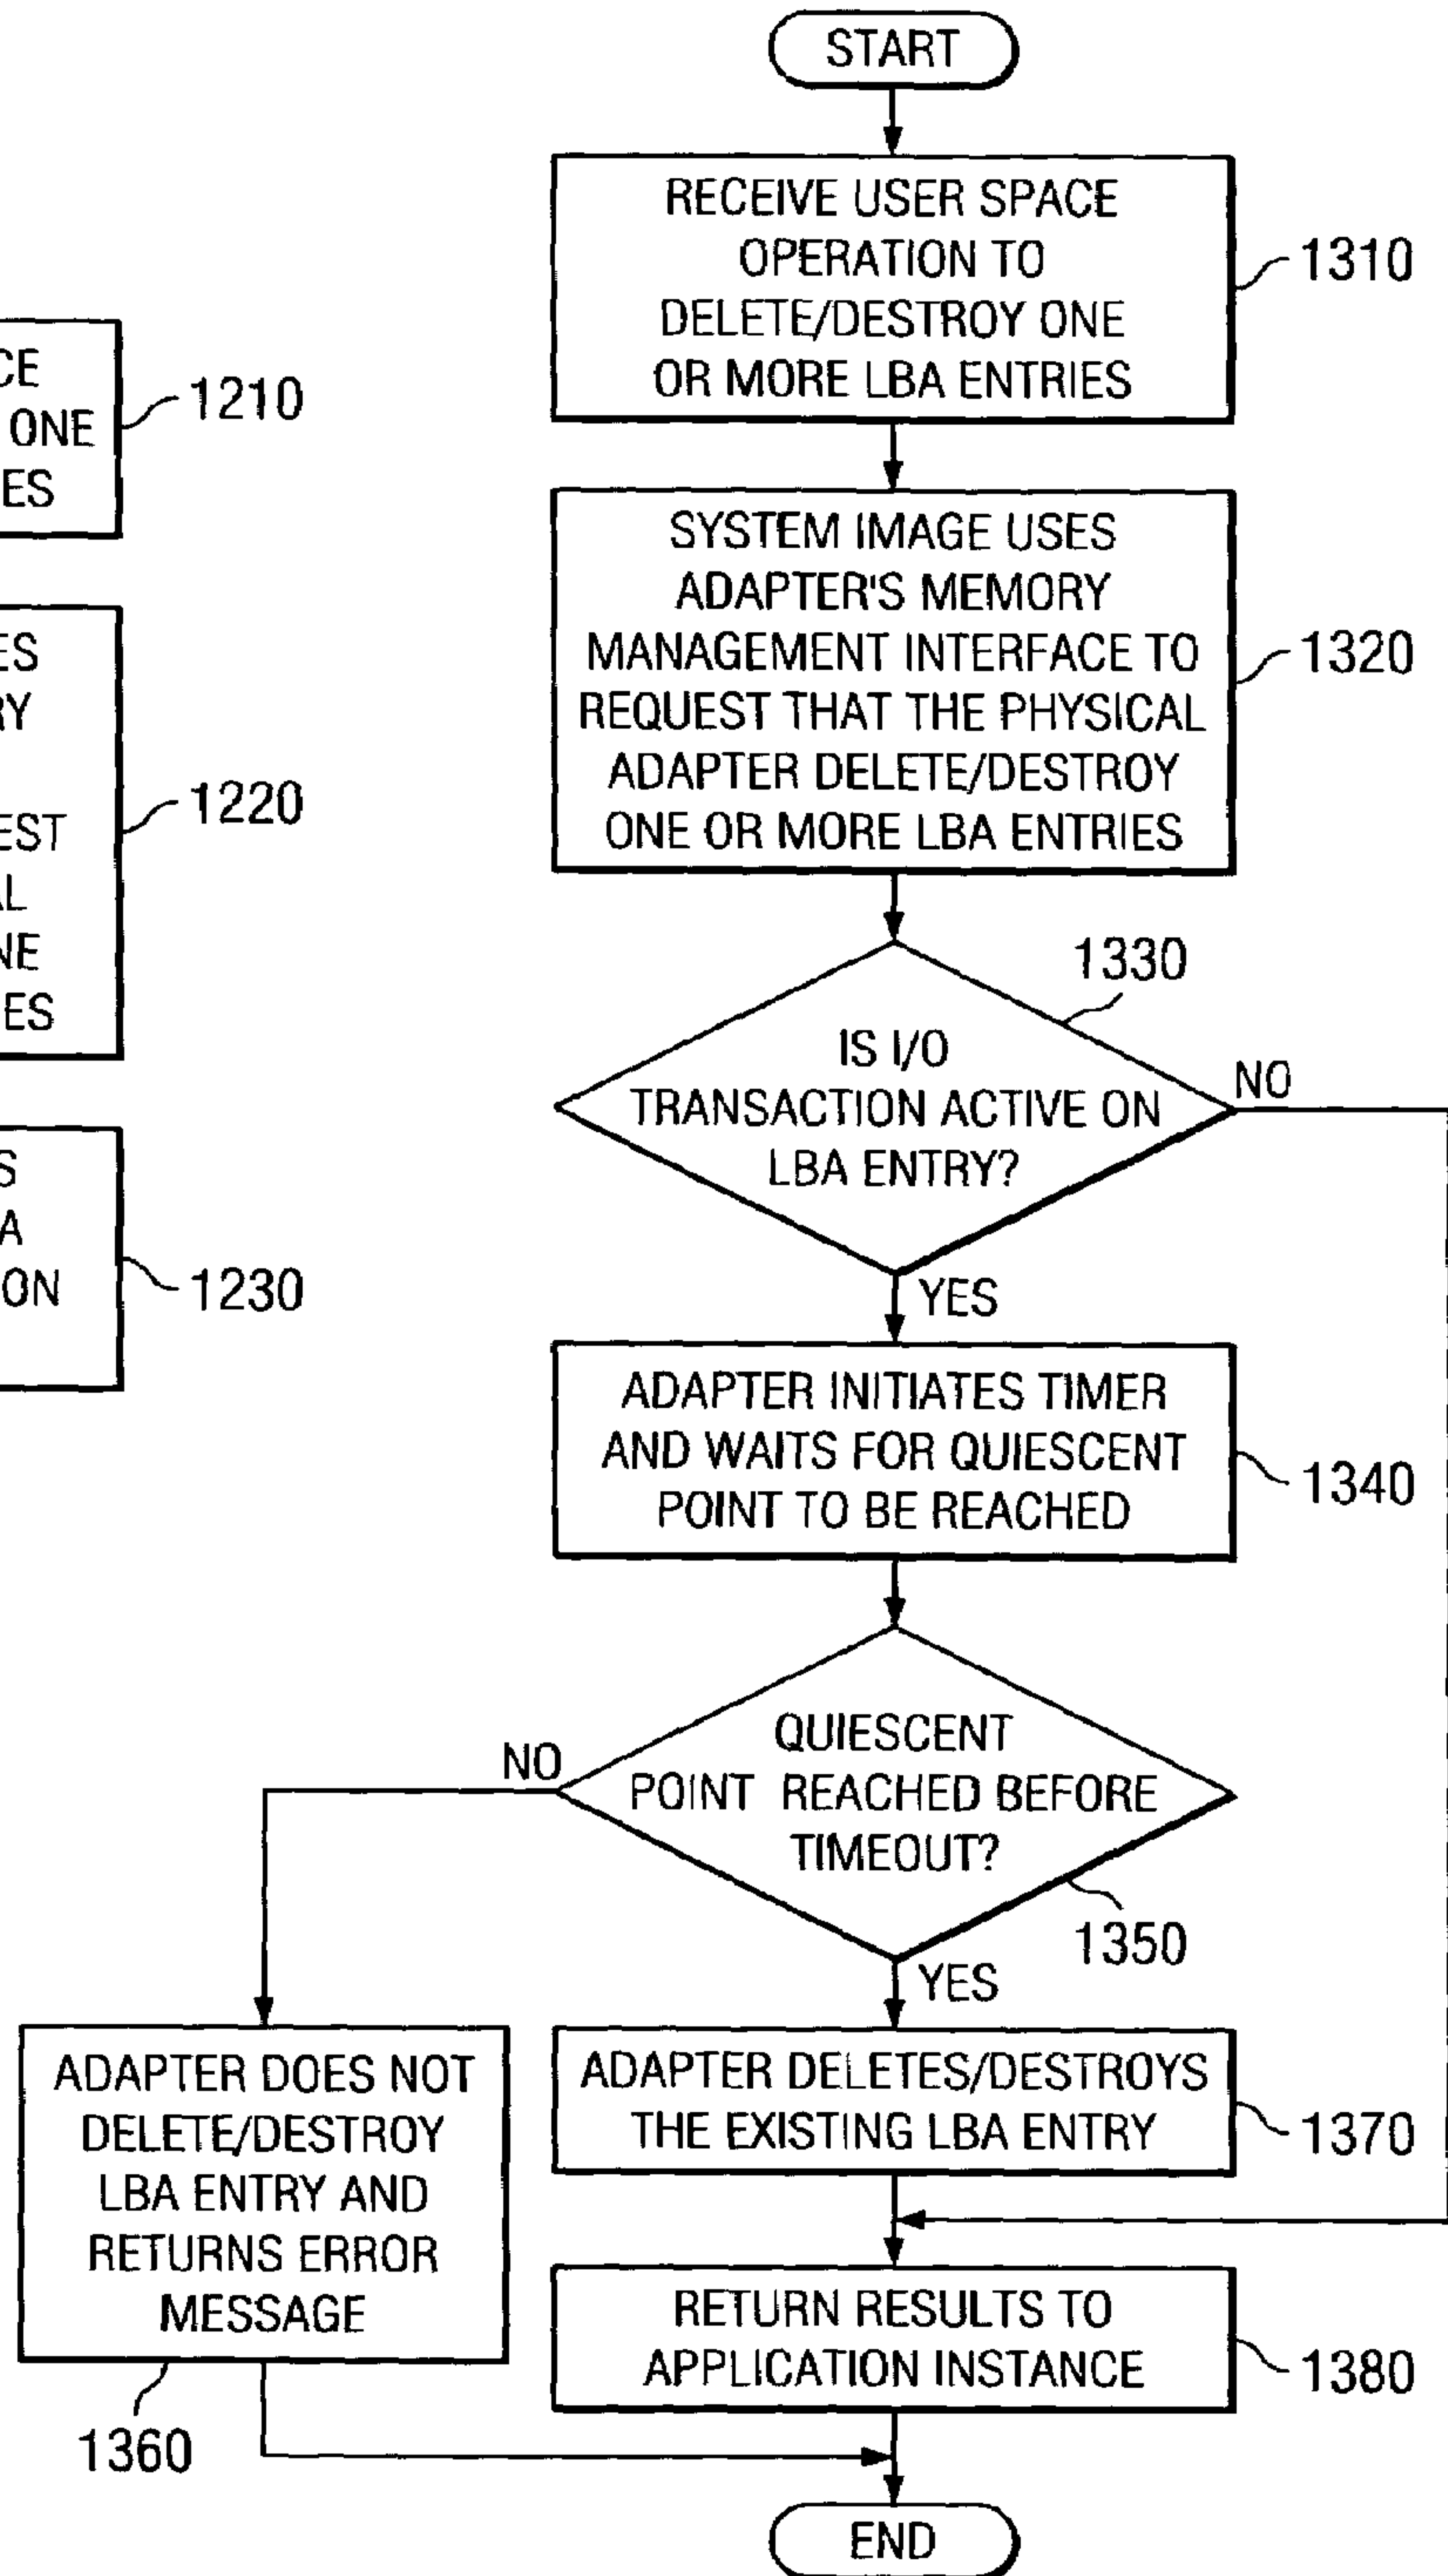 START
RECEIVE USER SPACE
OPERATION TO
DELETE/DESTROY ONE
OR MORE LBA ENTRIES
1310
SYSTEM IMAGE USES
ADAPTER'S MEMORY
MANAGEMENT INTERFACE TO
REQUEST THAT THE PHYSICAL
ADAPTER DELETE/DESTROY
ONE OR MORE LBA ENTRIES
1320
1330
IS I/O
TRANSACTION ACTIVE ON
LBA ENTRY?
NO
YES
ADAPTER INITIATES TIMER
AND WAITS FOR QUIESCENT
POINT TO BE REACHED
1340
QUIESCENT
POINT REACHED BEFORE
TIMEOUT?
NO
1350
YES
ADAPTER DOES NOT
DELETE/DESTROY
LBA ENTRY AND
RETURNS ERROR
MESSAGE
1360
ADAPTER DELETES/DESTROYS
THE EXISTING LBA ENTRY
1370
RETURN RESULTS TO
APPLICATION INSTANCE
1380
END
CE
ONE
ES
1210
ES
RY
EST
AL
NE
ES
1220
S
A
ON
1230